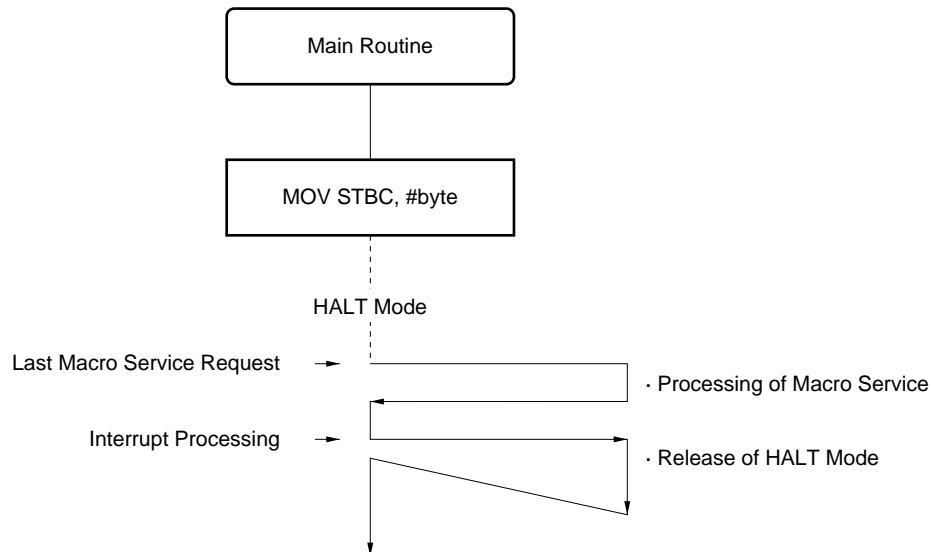 Main Routine
MOV STBC, #byte
HALT Mode
Last Macro Service Request
· Processing of Macro Service
Interrupt Processing
· Release of HALT Mode